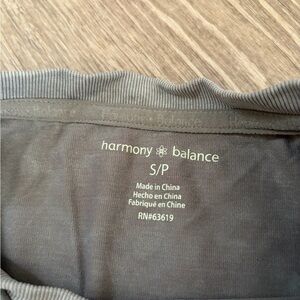 harmony balance
S/P
Made in China
Hecho en China
Fabriqué en Chine
RN#63619